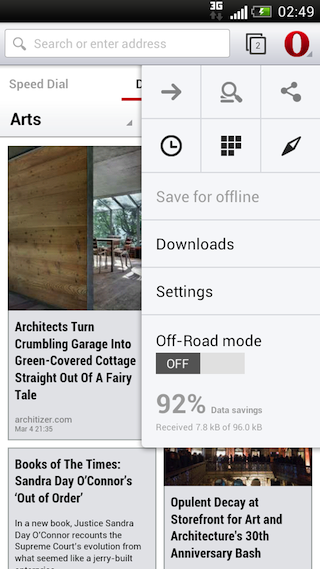 3G 02:49
Search or enter address
2
Speed Dial D
Arts
Save for offline
Downloads
Settings
Off-Road mode
OFF
92% Data savings
Received 7.8 kB of 96.0 kB
Architects Turn
Crumbling Garage Into
Green-Covered Cottage
Straight Out Of A Fairy
Tale
architizer.com
Mar 4 21:35
Books of The Times:
Sandra Day O'Connor's
'Out of Order'
In a new book, Justice Sandra
Day O'Connor recounts the
Supreme Court's evolution from
what seemed like a jerry-built
Opulent Decay at
Storefront for Art and
Architecture's 30th
Anniversary Bash